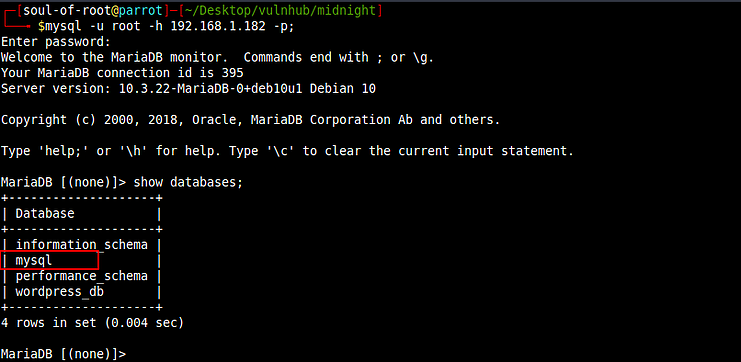 ┌─[soul-of-root@parrot]─[~/Desktop/vulnhub/midnight]
└──╼ $mysql -u root -h 192.168.1.182 -p;
Enter password:
Welcome to the MariaDB monitor.  Commands end with ; or \g.
Your MariaDB connection id is 395
Server version: 10.3.22-MariaDB-0+deb10u1 Debian 10

Copyright (c) 2000, 2018, Oracle, MariaDB Corporation Ab and others.

Type 'help;' or '\h' for help. Type '\c' to clear the current input statement.

MariaDB [(none)]> show databases;
+--------------------+
| Database           |
+--------------------+
| information_schema |
| mysql              |
| performance_schema |
| wordpress_db       |
+--------------------+
4 rows in set (0.004 sec)

MariaDB [(none)]>